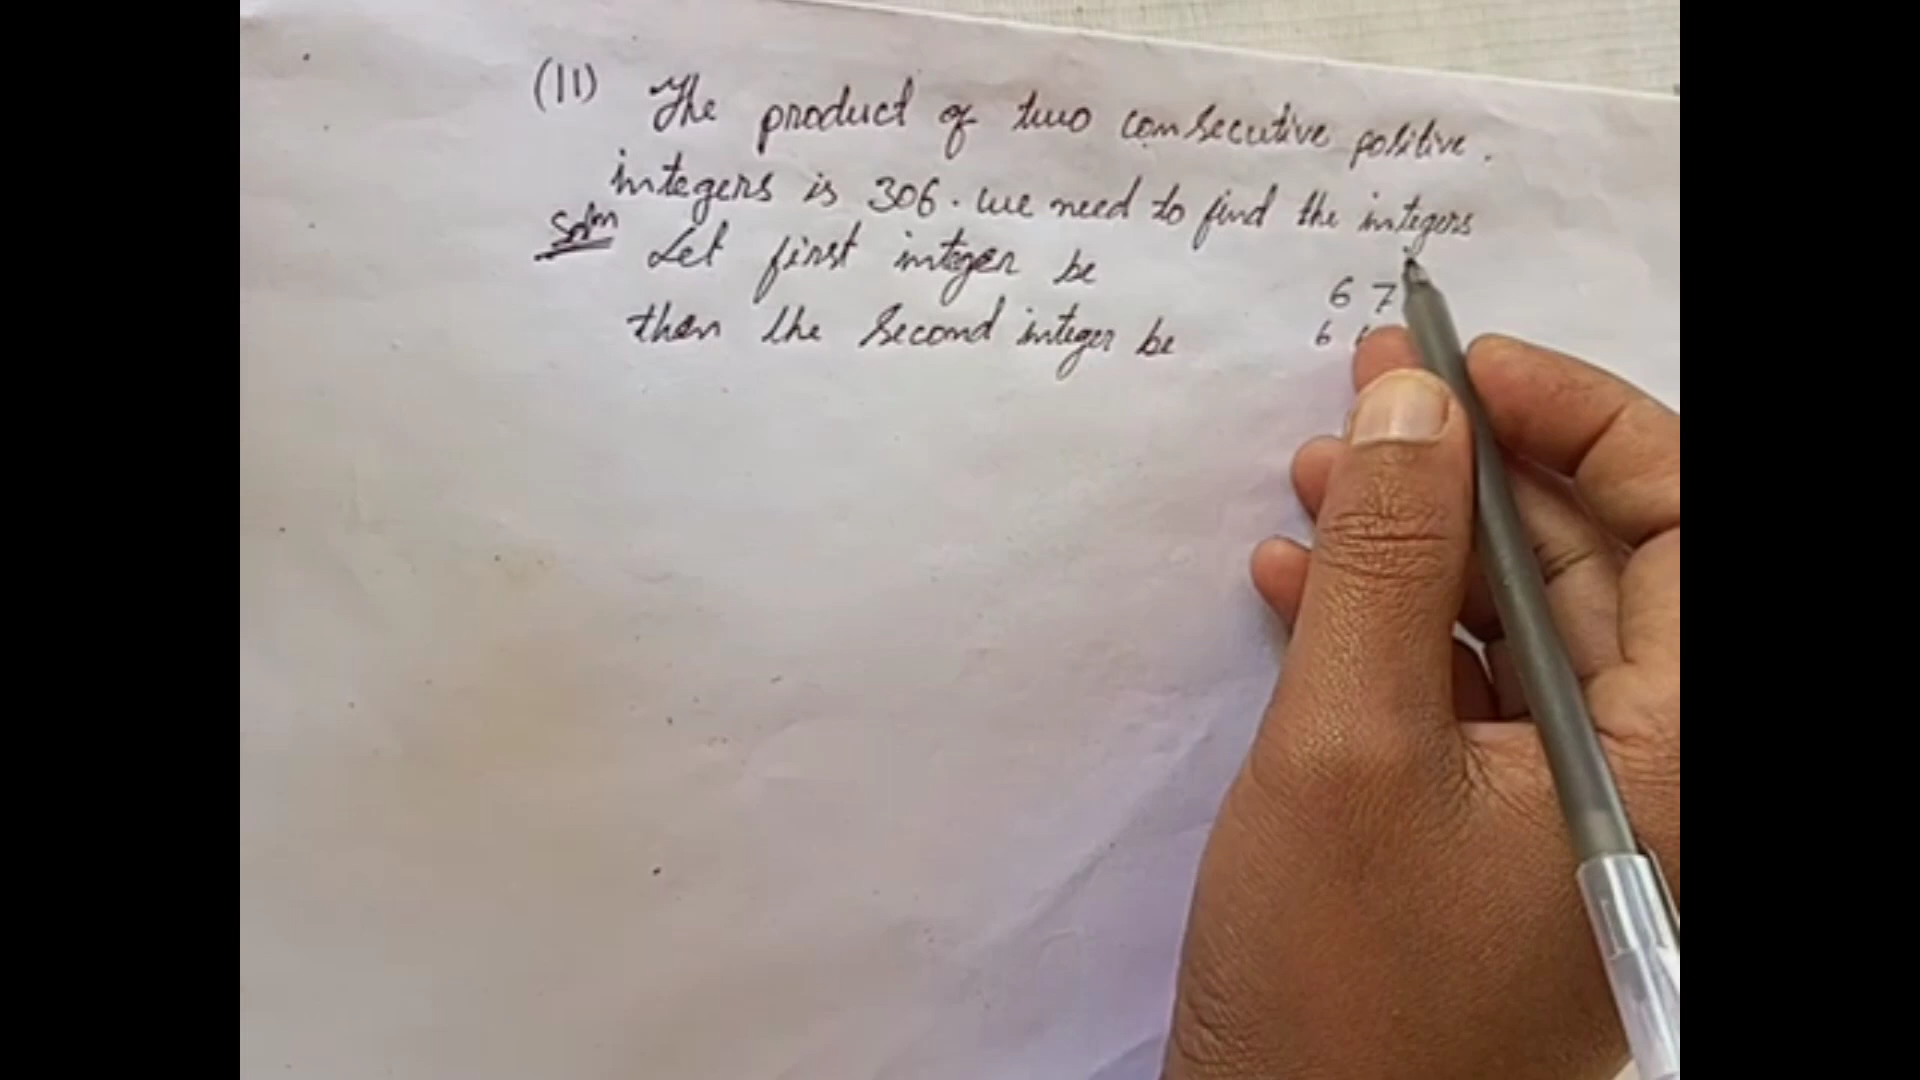 (11) The product of two consecutive positive.
integers is 306. we need to find the integers
Soln Let first integer be
then the second integer be
6 7
6